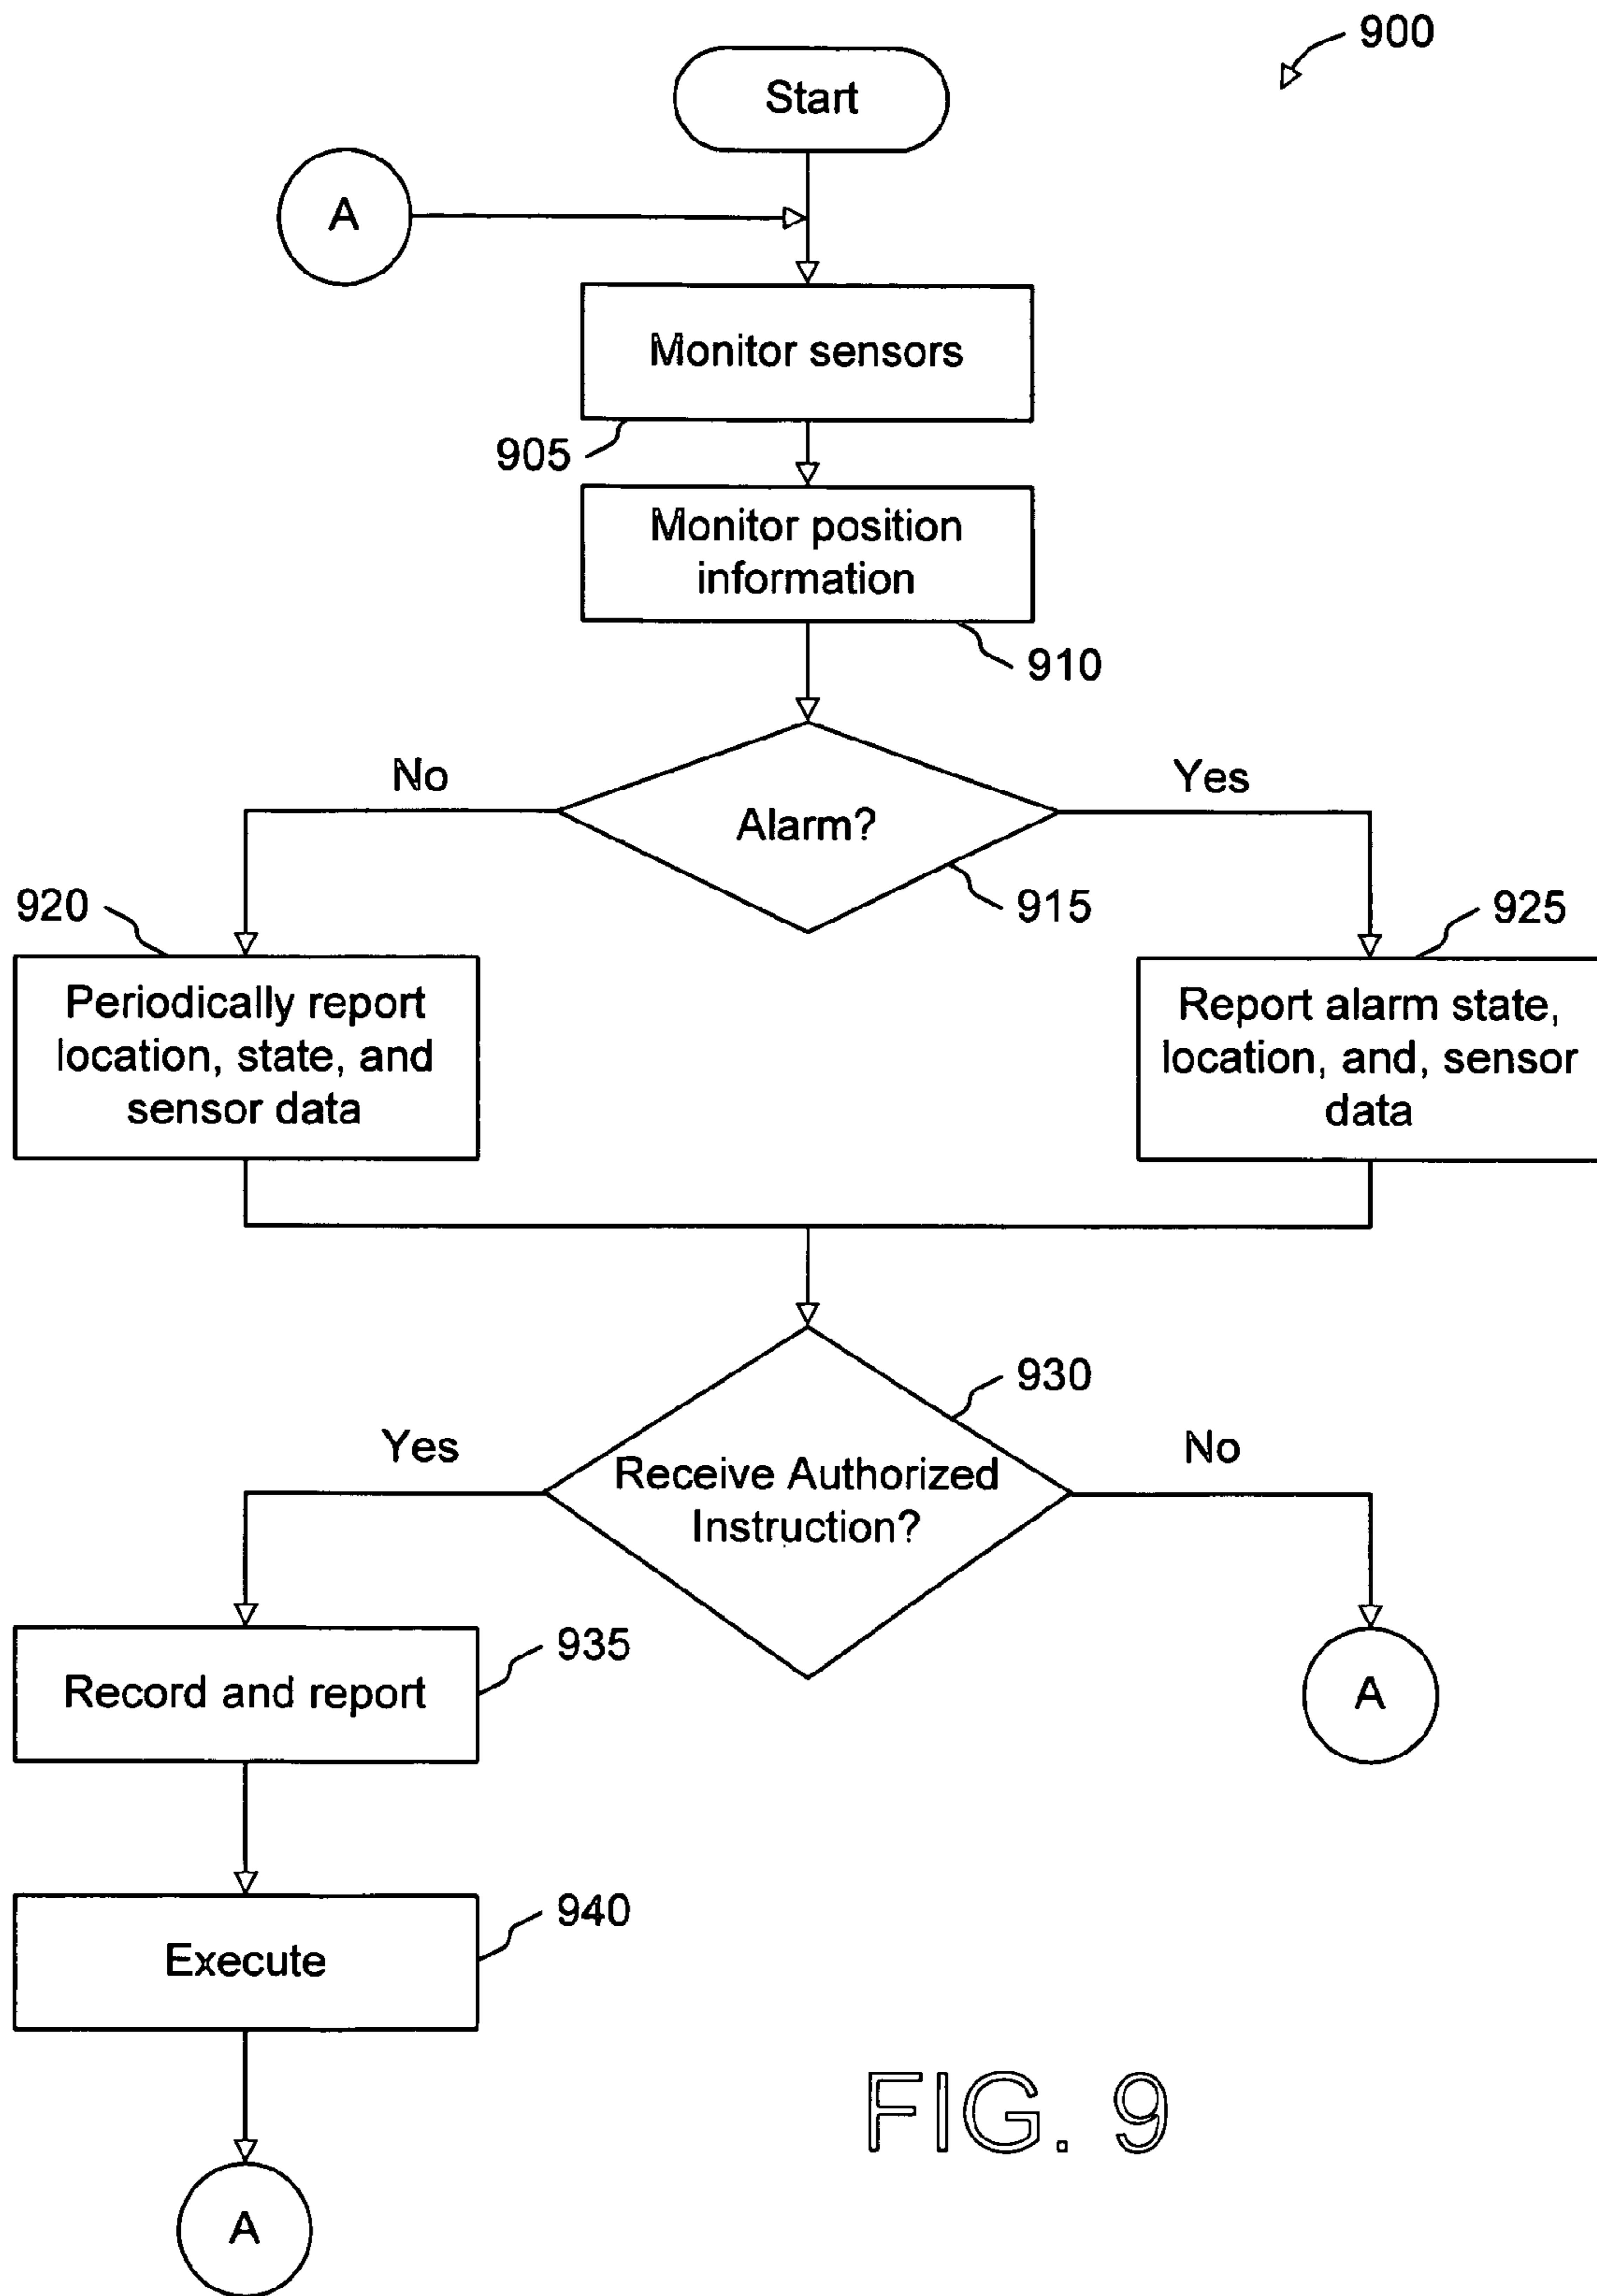 900
Start
A
Monitor sensors
905
Monitor position
information
910
No
Yes
Alarm?
915
920
925
Periodically report
location, state, and
sensor data
Report alarm state,
location, and, sensor
data
930
Yes
No
Receive Authorized
Instruction?
935
Record and report
A
940
Execute
FIG. 9
A